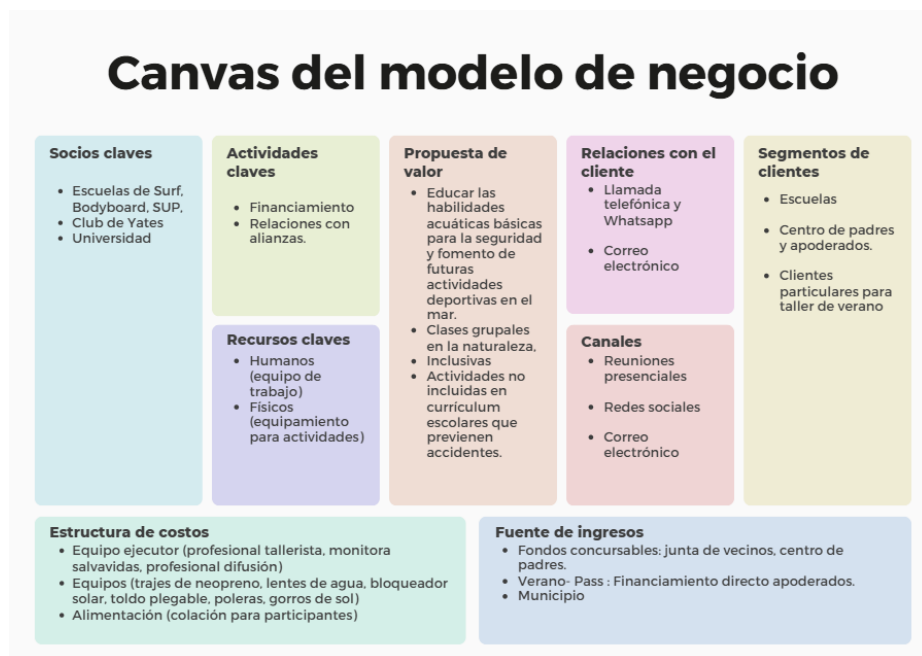 Canvas del modelo de negocio
Socios claves
• Escuelas de Surf,
Bodyboard, SUP,
• Club de Yates
• Universidad
Actividades
claves
• Financiamiento
• Relaciones con
alianzas.
Recursos claves
• Humanos
(equipo de
trabajo)
• Físicos
(equipamiento
para actividades)
Propuesta de
valor
• Educar las
habilidades
acuáticas básicas
para la seguridad
y fomento de
futuras
actividades
deportivas en el
mar.
• Clases grupales
en la naturaleza,
• Inclusivas
• Actividades no
incluidas en
currículum
escolares que
previenen
accidentes.
Relaciones con el
cliente
• Llamada
telefónica y
Whatsapp
• Correo
electrónico
Canales
• Reuniones
presenciales
• Redes sociales
• Correo
electrónico
Segmentos de
clientes
• Escuelas
• Centro de padres
y apoderados.
• Clientes
particulares para
taller de verano
Estructura de costos
• Equipo ejecutor (profesional tallerista, monitora
salvavidas, profesional difusión)
• Equipos (trajes de neopreno, lentes de agua, bloqueador
solar, toldo plegable, poleras, gorros de sol)
• Alimentación (colación para participantes)
Fuente de ingresos
• Fondos concursables: junta de vecinos, centro de
padres.
• Verano- Pass : Financiamiento directo apoderados.
• Municipio